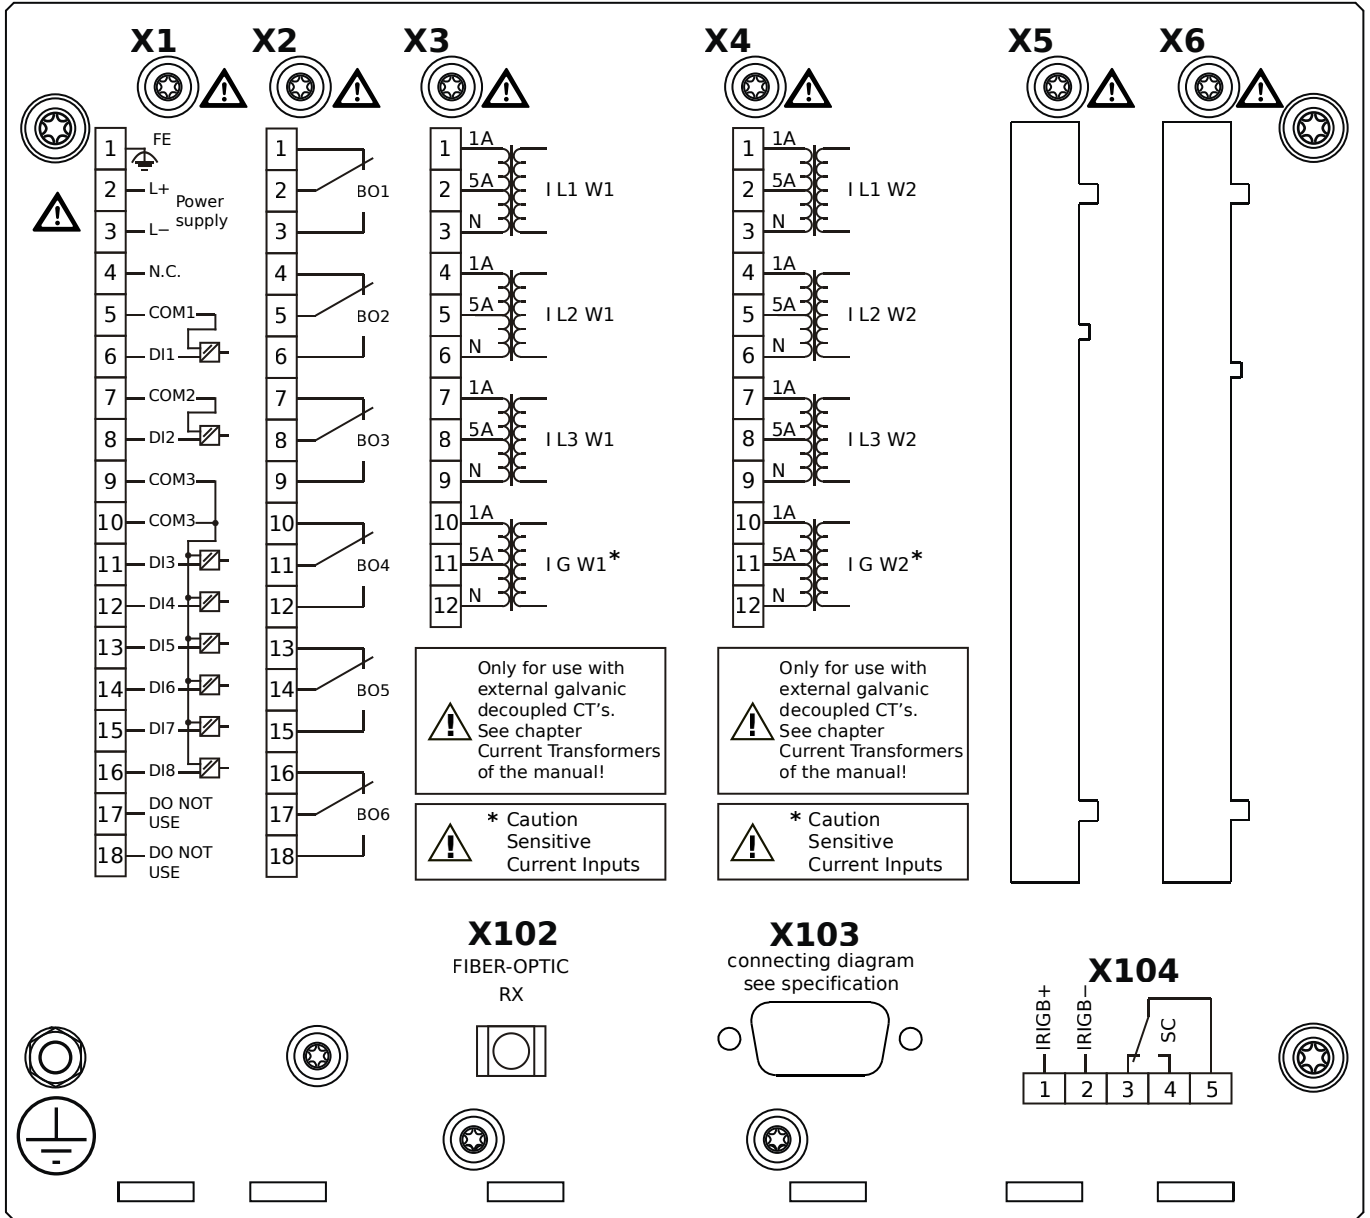 X1
X2
X3
X4
X5
X6
1
FE
2
L+
Power
supply
3
L−
4
N.C.
5
COM1
6
DI1
7
COM2
8
DI2
9
COM3
10
COM3
11
DI3
12
DI4
13
DI5
14
DI6
15
DI7
16
DI8
17
DO NOT
USE
18
DO NOT
USE
1
2
BO1
3
4
5
BO2
6
7
8
BO3
9
10
11
BO4
12
13
14
BO5
15
16
17
BO6
18
1
1A
2
5A
I L1 W1
3
N
4
1A
5
5A
I L2 W1
6
N
7
1A
8
5A
I L3 W1
9
N
10
1A
11
5A
I G W1*
12
N
Only for use with
external galvanic
decoupled CT's.
See chapter
Current Transformers
of the manual!
* Caution
Sensitive
Current Inputs
1
1A
2
5A
I L1 W2
3
N
4
1A
5
5A
I L2 W2
6
N
7
1A
8
5A
I L3 W2
9
N
10
1A
11
5A
I G W2*
12
N
Only for use with
external galvanic
decoupled CT's.
See chapter
Current Transformers
of the manual!
* Caution
Sensitive
Current Inputs
X102
FIBER-OPTIC
RX
X103
connecting diagram
see specification
X104
IRIGB+
IRIGB−
SC
1 2 3 4 5